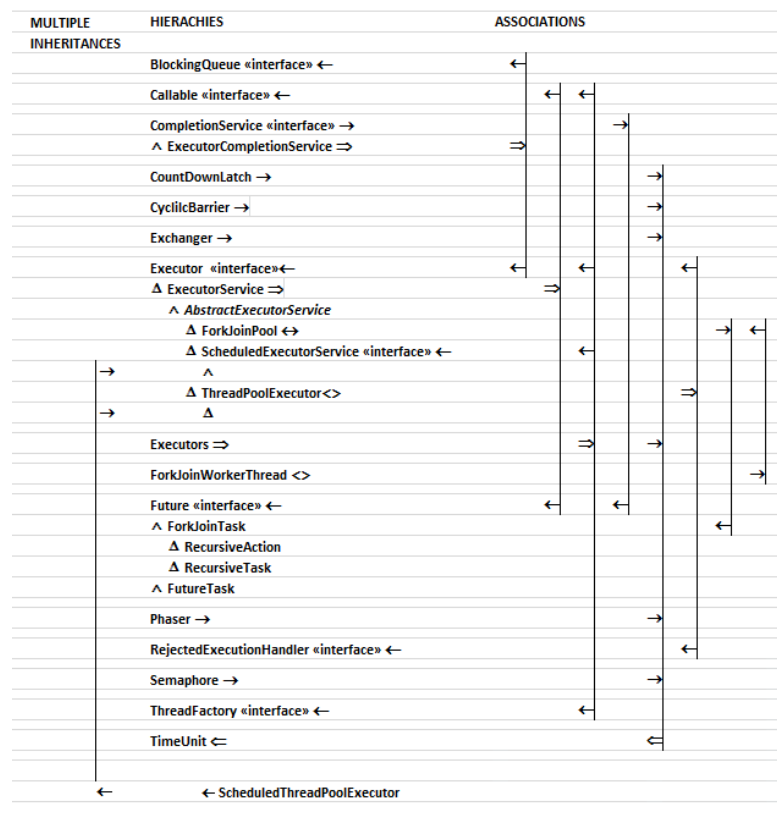 MULTIPLE INHERITANCES HIERACHIES ASSOCIATIONS
BlockingQueue «interface» ← ←
Callable «interface» ← ← ←
CompletionService «interface» → →
∧ ExecutorCompletionService ⇒ ⇒
CountDownLatch → →
CyclilcBarrier → →
Exchanger → →
Executor «interface»← ← ← ←
Δ ExecutorService ⇒ ⇒
∧ AbstractExecutorService
Δ ForkJoinPool ↔ → ←
Δ ScheduledExecutorService «interface» ← ←
→ ∧
Δ ThreadPoolExecutor<> ⇒
→ Δ
Executors ⇒ ⇒ →
ForkJoinWorkerThread <> →
Future «interface» ← ← ←
∧ ForkJoinTask ←
Δ RecursiveAction
Δ RecursiveTask
∧ FutureTask
Phaser → →
RejectedExecutionHandler «interface» ← ←
Semaphore → →
ThreadFactory «interface» ← ←
TimeUnit ⇐ ⇐
← ← ScheduledThreadPoolExecutor